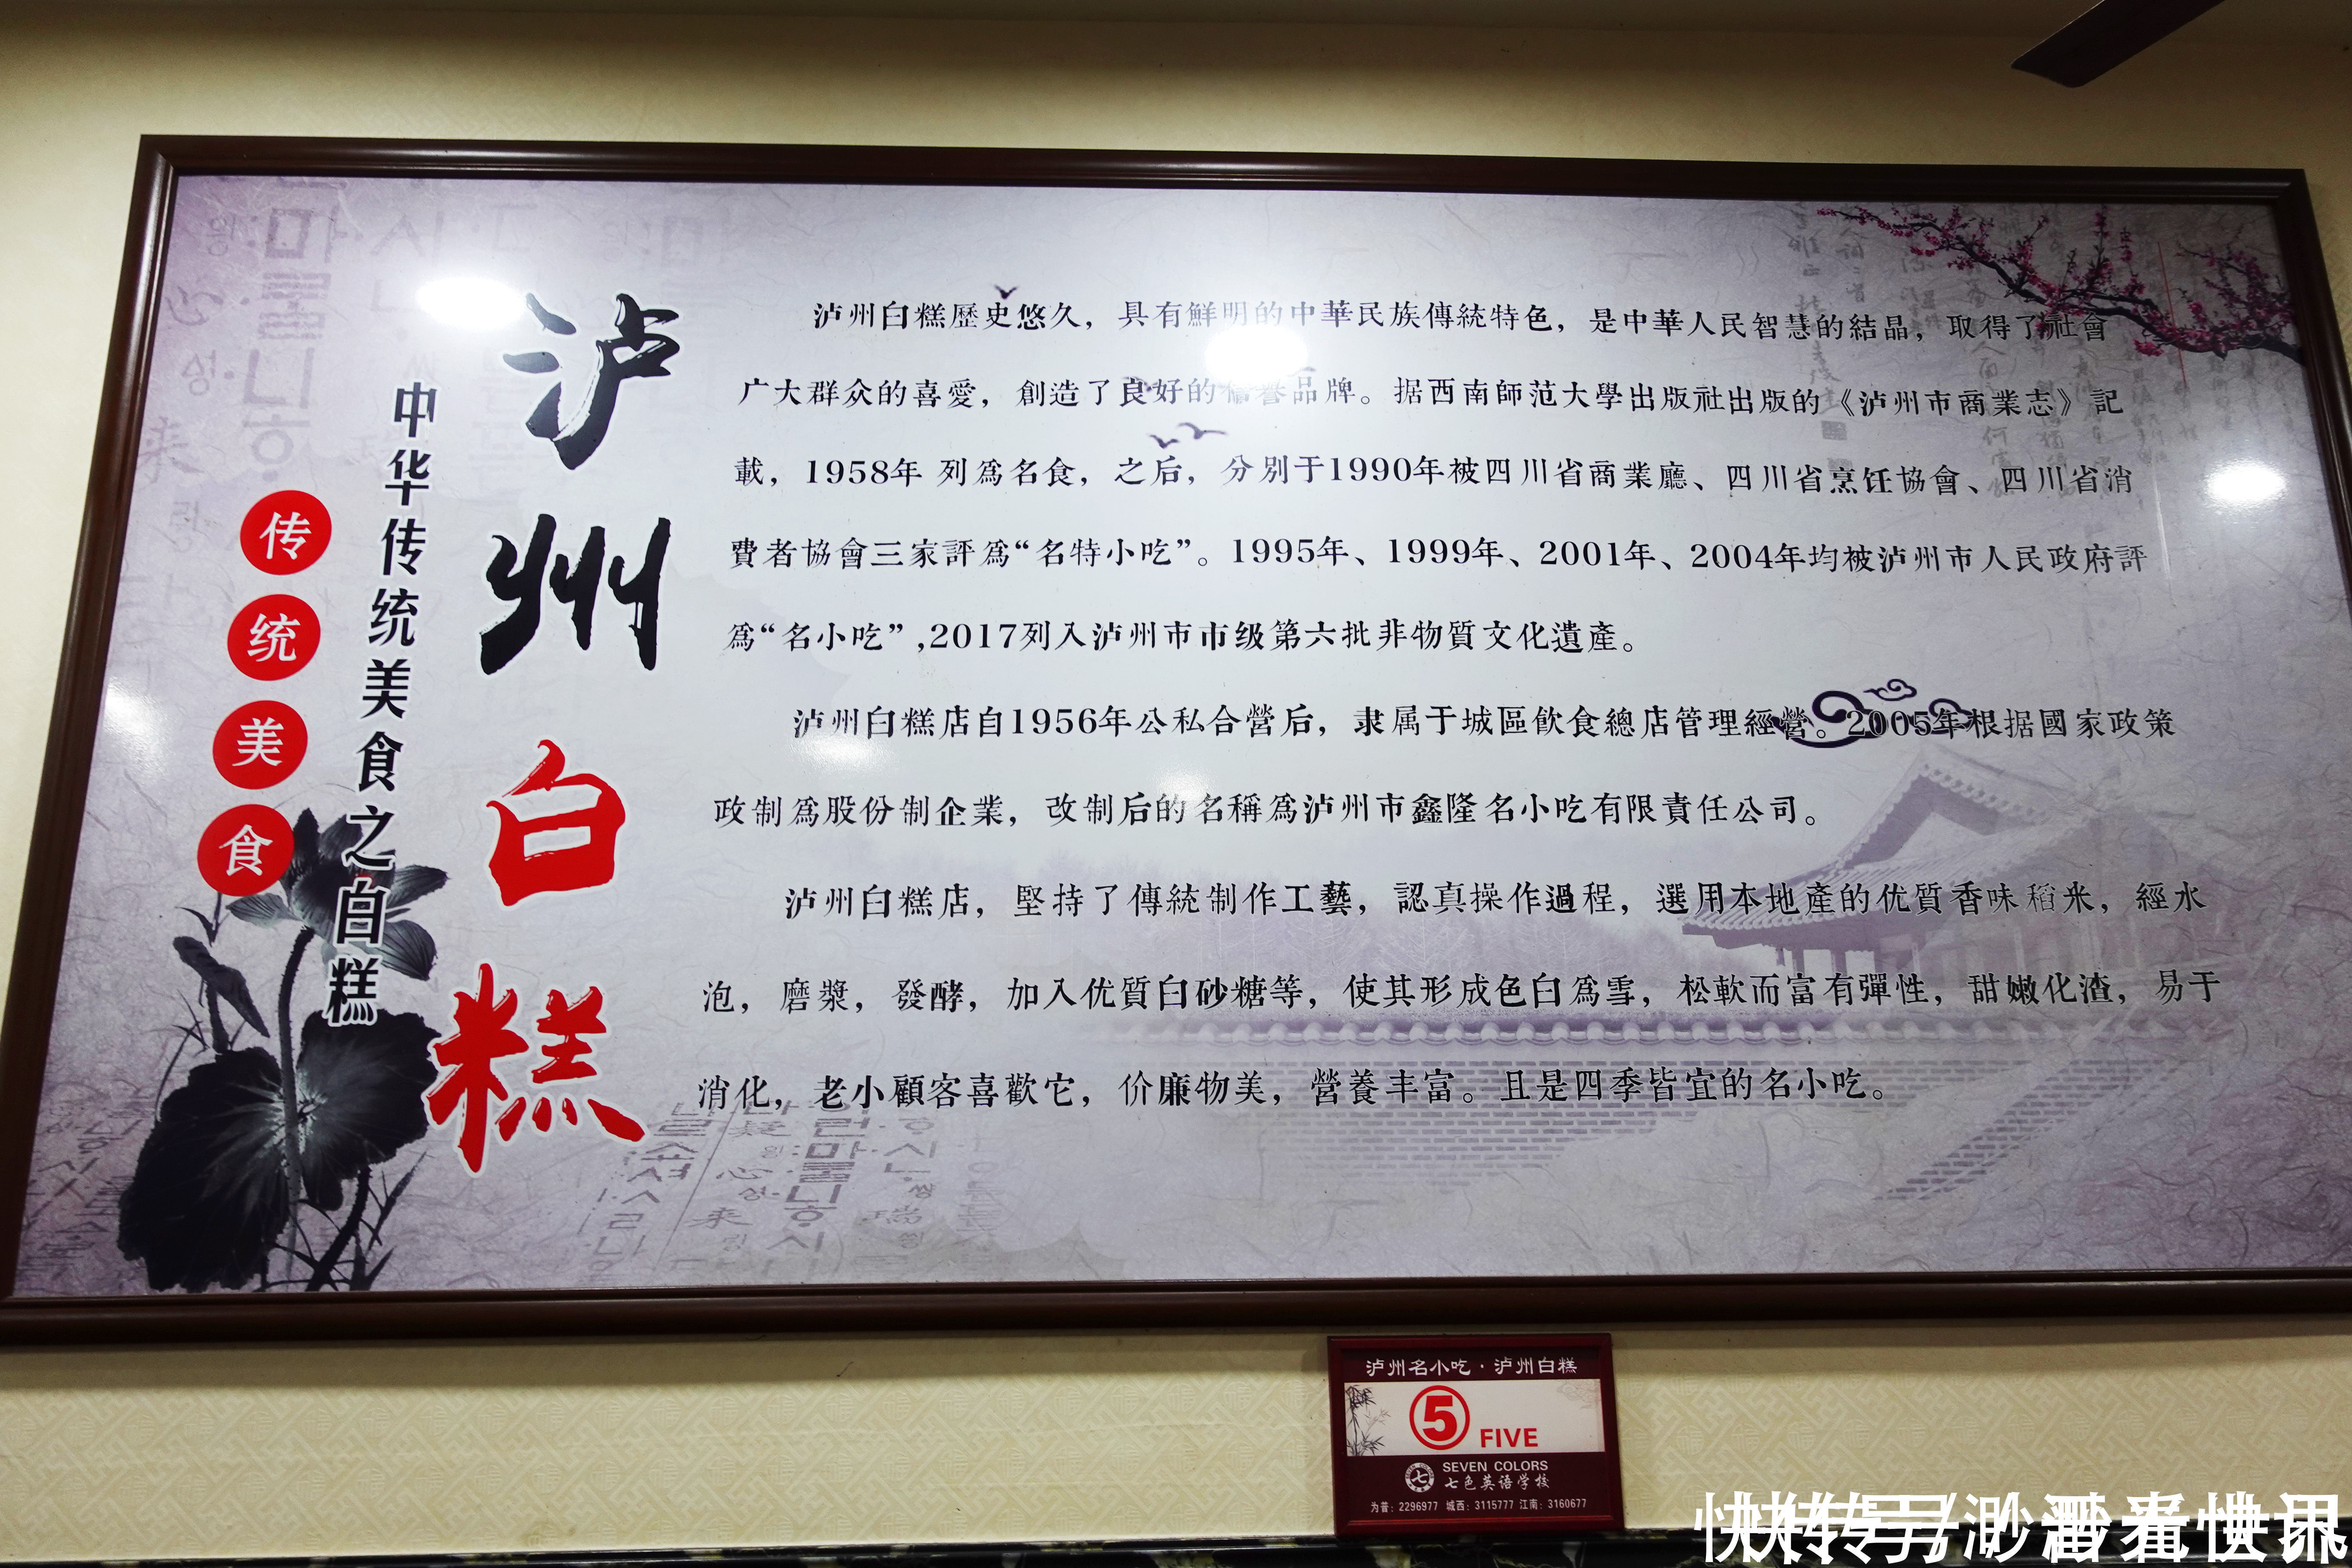 泸州白糕
中华传统美食之白糕
传统美食
泸州白糕歷史悠久，具有鮮明的中華民族傳統特色，是中華人民智慧的結晶，取得了社會
广大群众的喜愛，創造了良好的信誉品牌。据西南師范大學出版社出版的《泸州市商業志》記
載，1958年 列爲名食，之后，分别于1990年被四川省商業廳、四川省烹饪協會、四川省消
費者協會三家評爲“名特小吃”。1995年、1999年、2001年、2004年均被泸州市人民政府評
爲“名小吃”,2017列入泸州市市级第六批非物質文化遺產。
泸州白糕店自1956年公私合營后，隶属于城區飲食總店管理經營。2005年根据國家政策
政制爲股份制企業，改制后的名稱爲泸州市鑫隆名小吃有限責任公司。
泸州白糕店，堅持了傳統制作工藝，認真操作過程，選用本地產的优質香味稻米，經水
泡，磨漿，發酵，加入优質白砂糖等，使其形成色白爲雪，松軟而富有彈性，甜嫩化渣，易于
消化，老小顧客喜歡它，价廉物美，營養丰富。且是四季皆宜的名小吃。
泸州名小吃·泸州白糕
5 FIVE
SEVEN COLORS
七色英语学校
为普：2296977 城西：3115777 江南：3160677